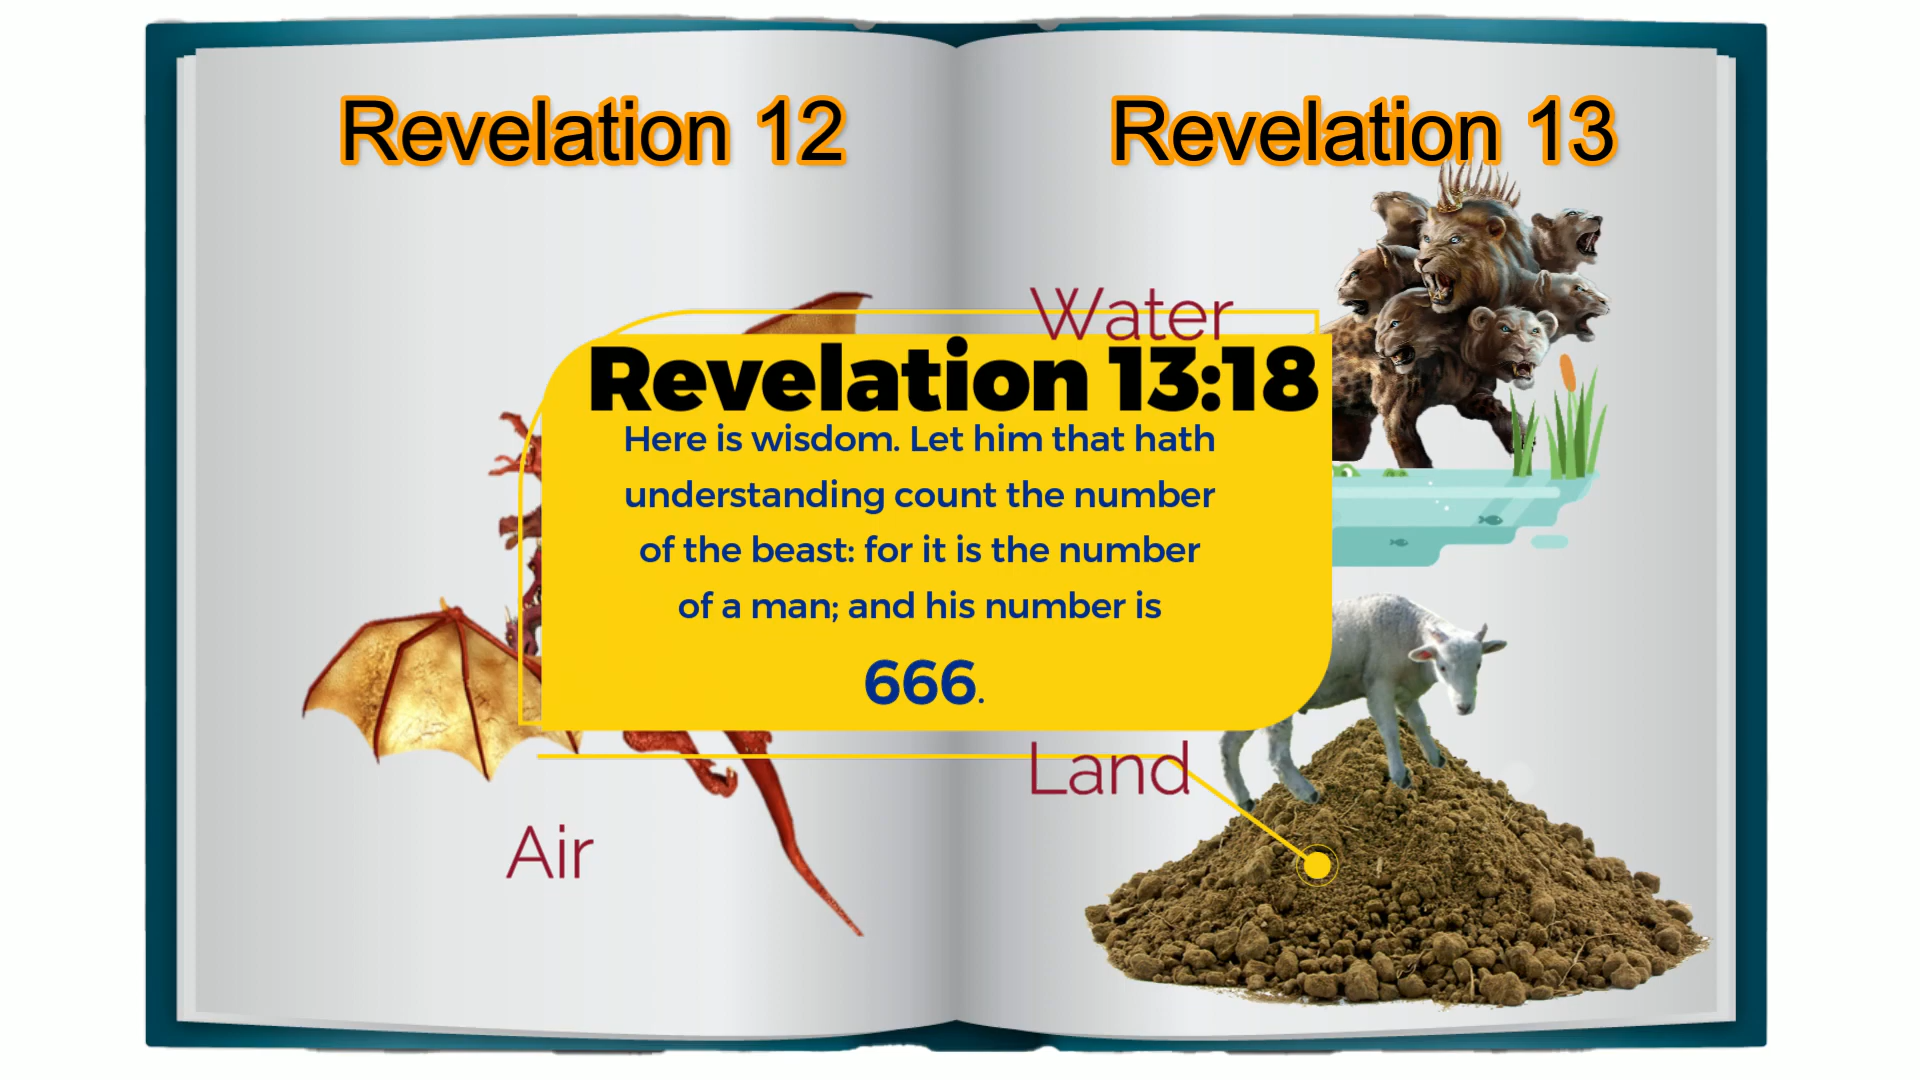 Revelation 12
Revelation 13
Water
Revelation 13:18
Here is wisdom. Let him that hath
understanding count the number
of the beast: for it is the number
of a man; and his number is
666.
Land
Air